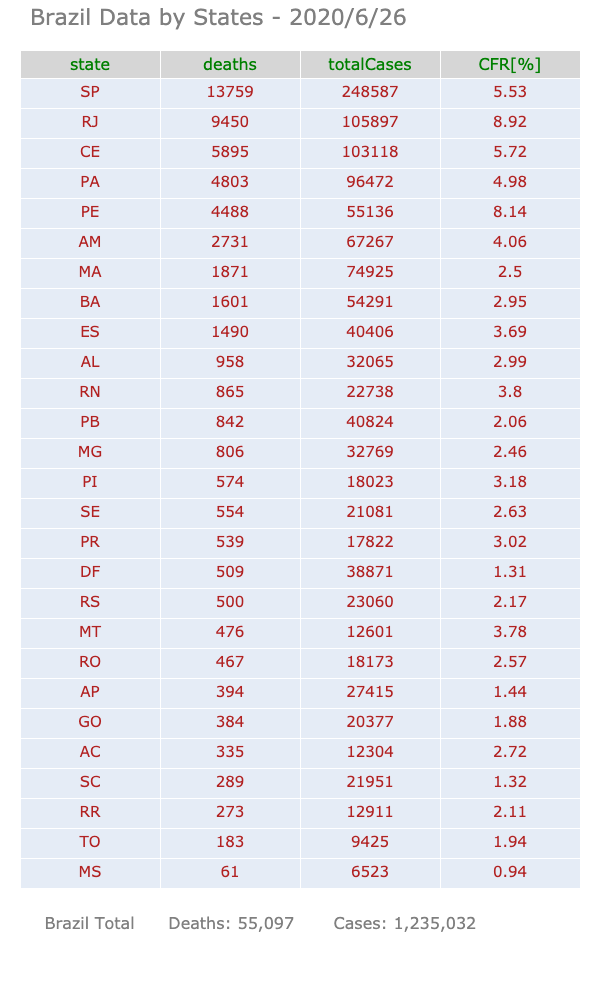 Brazil Data by States - 2020/6/26
state deaths totalCases CFR[%]
SP 13759 248587 5.53
RJ 9450 105897 8.92
CE 5895 103118 5.72
PA 4803 96472 4.98
PE 4488 55136 8.14
AM 2731 67267 4.06
MA 1871 74925 2.5
BA 1601 54291 2.95
ES 1490 40406 3.69
AL 958 32065 2.99
RN 865 22738 3.8
PB 842 40824 2.06
MG 806 32769 2.46
PI 574 18023 3.18
SE 554 21081 2.63
PR 539 17822 3.02
DF 509 38871 1.31
RS 500 23060 2.17
MT 476 12601 3.78
RO 467 18173 2.57
AP 394 27415 1.44
GO 384 20377 1.88
AC 335 12304 2.72
SC 289 21951 1.32
RR 273 12911 2.11
TO 183 9425 1.94
MS 61 6523 0.94
Brazil Total Deaths: 55,097 Cases: 1,235,032